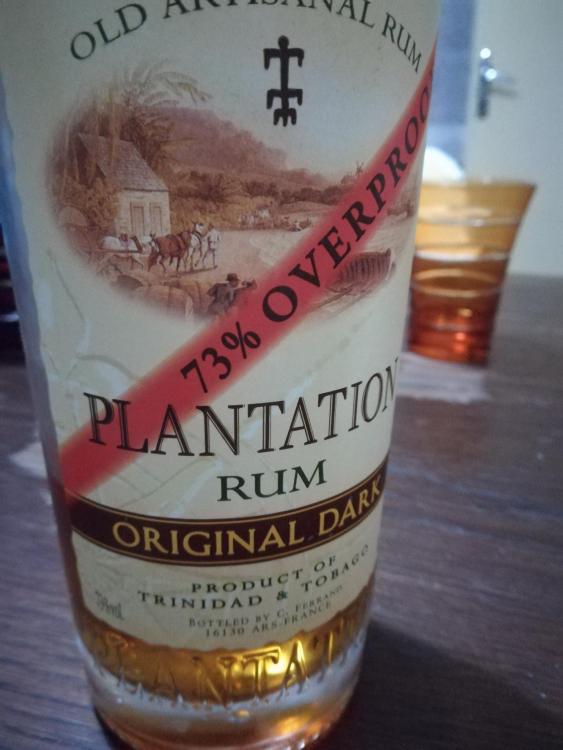 OLD ARTISANAL RUM
73% OVERPROO
PLANTATION
RUM
ORIGINAL DARK
PRODUCT OF
TRINIDAD & TOBAGO
BOTTLED BY C. FERRAND
16130 ARS-FRANCE
PLANTAT